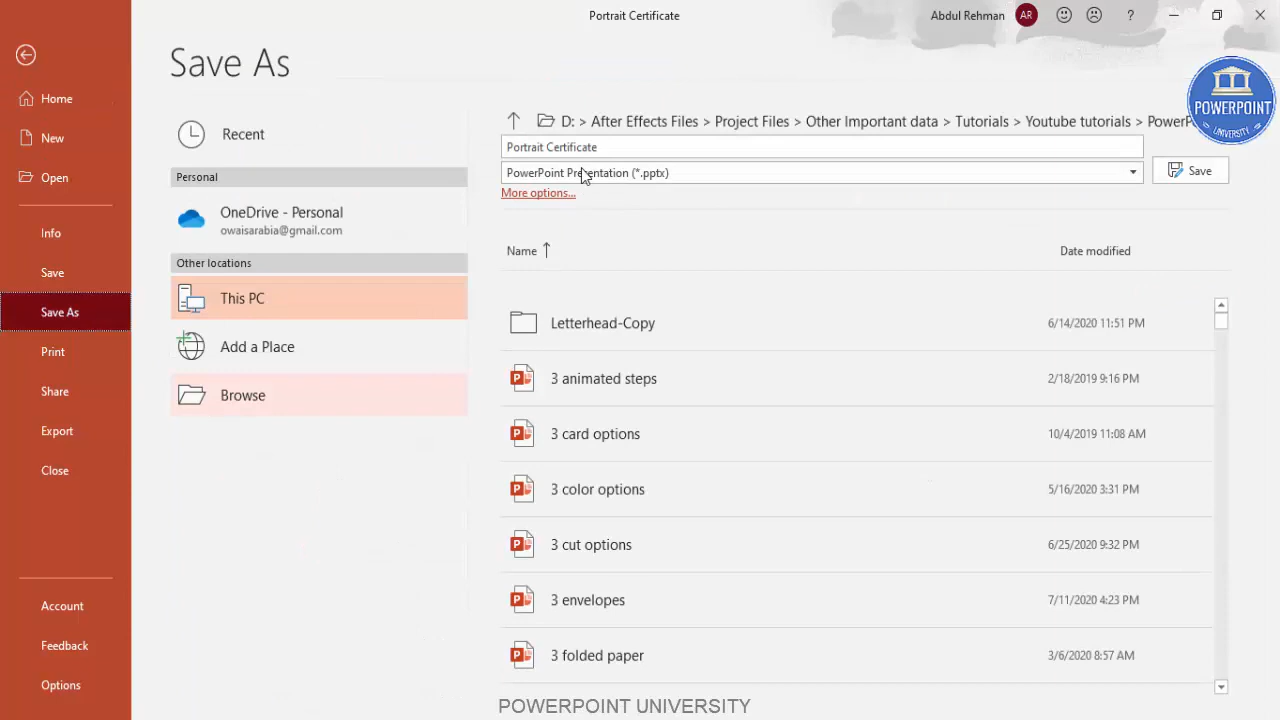 Portrait Certificate
Abdul Rehman AR ?
Save As
POWERPOINT
UNIVERSITY
Home
New
Open
Info
Save
Save As
Print
Share
Export
Close
Account
Feedback
Options
Recent
Personal
OneDrive - Personal
owaisarabia@gmail.com
Other locations
This PC
Add a Place
Browse
D: > After Effects Files > Project Files > Other Important data > Tutorials > Youtube tutorials > PowerP
Portrait Certificate
PowerPoint Presentation (*.pptx)
Save
More options...
Name Date modified
Letterhead-Copy 6/14/2020 11:51 PM
3 animated steps 2/18/2019 9:16 PM
3 card options 10/4/2019 11:08 AM
3 color options 5/16/2020 3:31 PM
3 cut options 6/25/2020 9:32 PM
3 envelopes 7/11/2020 4:23 PM
3 folded paper 3/6/2020 8:57 AM
POWERPOINT UNIVERSITY